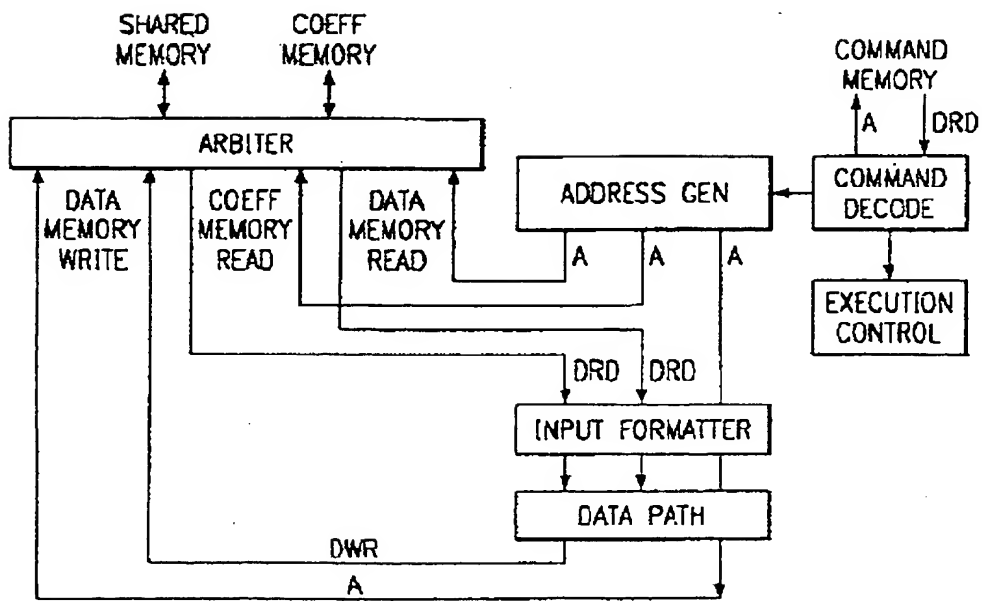 SHARED
MEMORY
COEFF
MEMORY
COMMAND
MEMORY
A
DRD
ARBITER
ADDRESS GEN
COMMAND
DECODE
DATA
MEMORY
WRITE
COEFF
MEMORY
READ
DATA
MEMORY
READ
A
A
A
EXECUTION
CONTROL
DRD
DRD
INPUT FORMATTER
DATA PATH
DWR
A